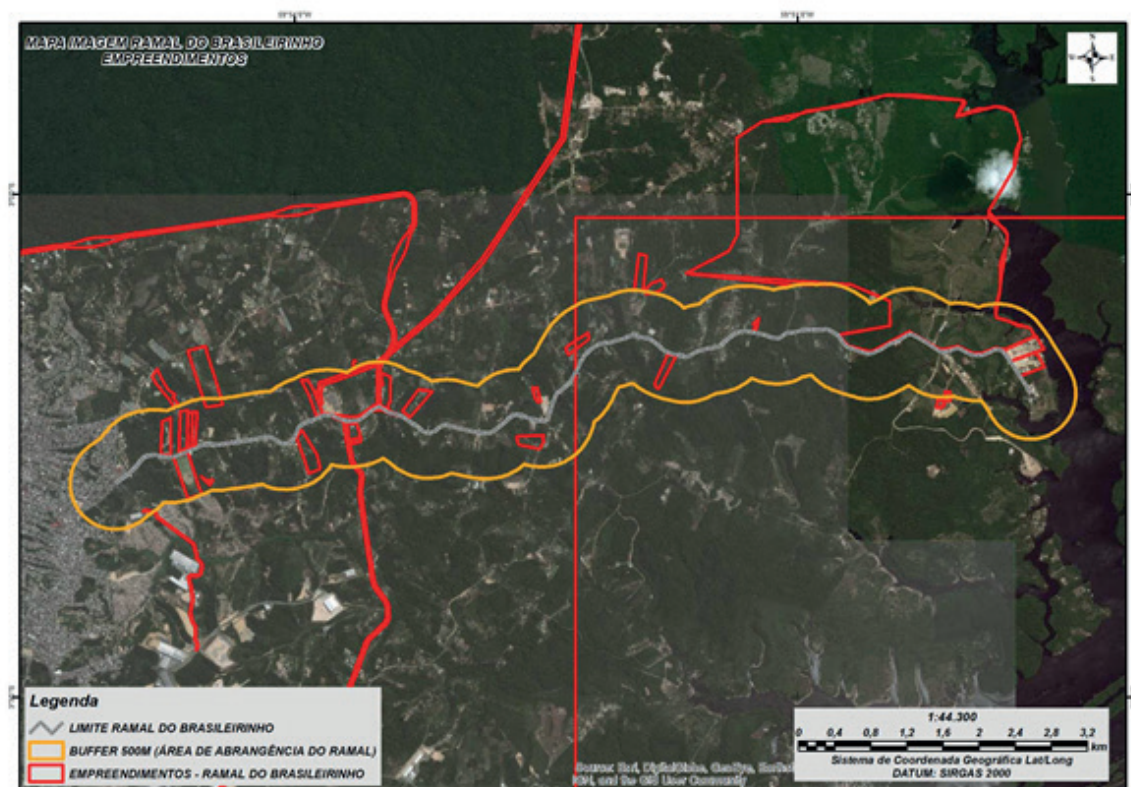 MAPA IMAGEM RAMAL DO BRASILEIRINHO
EMPREENDIMENTOS
N
S
Legenda
LIMITE RAMAL DO BRASILEIRINHO
BUFFER 500M (ÁREA DE ABRANGÊNCIA DO RAMAL)
EMPREENDIMENTOS - RAMAL DO BRASILEIRINHO
1:44.300
0 0,4 0,8 1,2 1,6 2 2,4 2,8 3,2
km
Sistema de Coordenada Geográfica Lat/Long
DATUM: SIRGAS 2000
Source: Esri, DigitalGlobe, GeoEye, Earths
and the GIS User Community